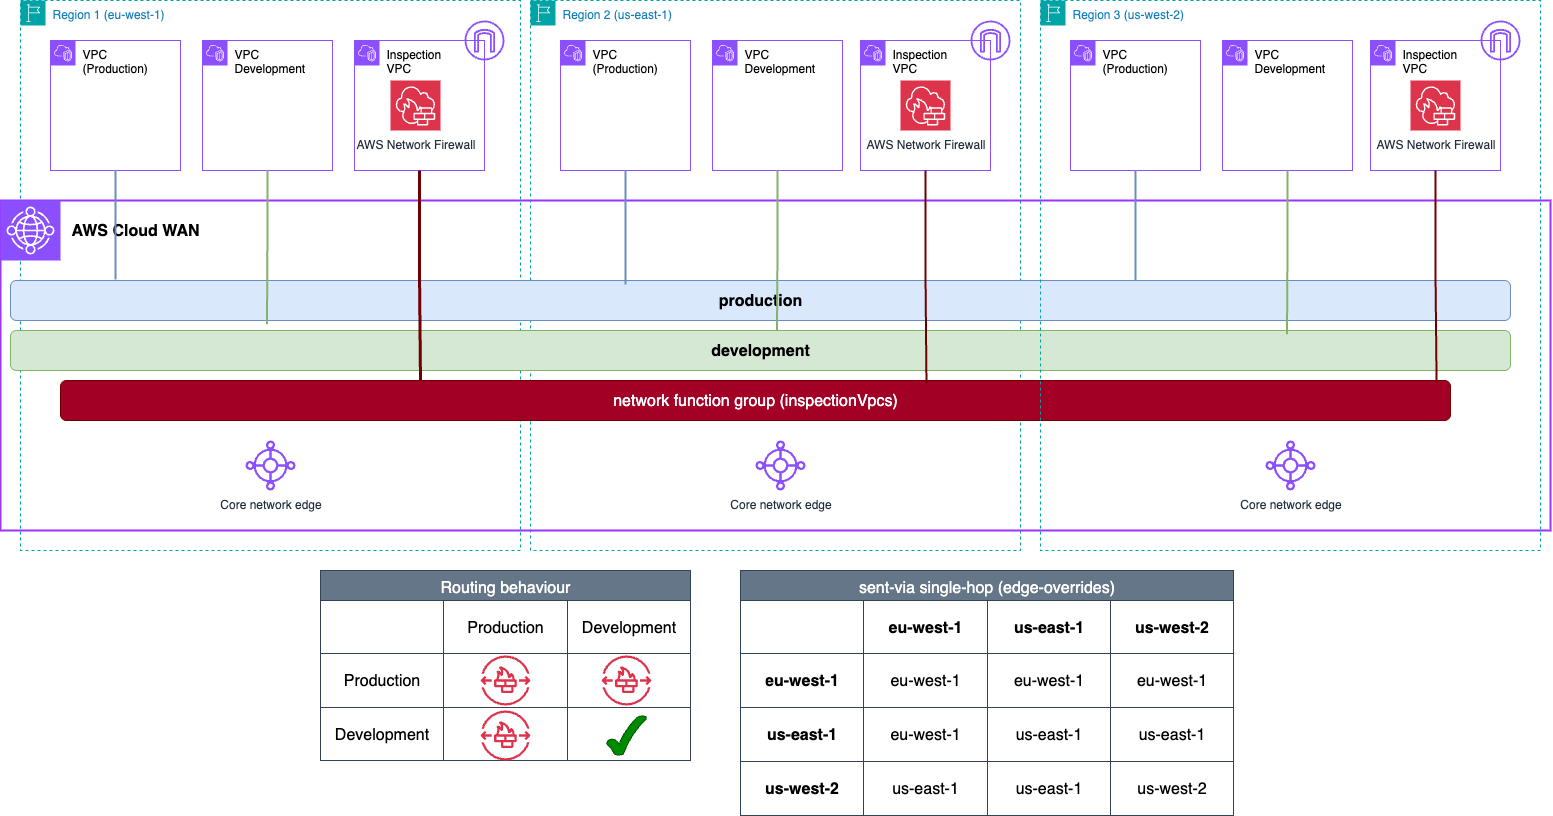 Region 1 (eu-west-1)
Region 2 (us-east-1)
Region 3 (us-west-2)
VPC
(Production)
VPC
Development
Inspection
VPC
AWS Network Firewall
VPC
(Production)
VPC
Development
Inspection
VPC
AWS Network Firewall
VPC
(Production)
VPC
Development
Inspection
VPC
AWS Network Firewall
AWS Cloud WAN
production
development
network function group (inspectionVpcs)
Core network edge
Core network edge
Core network edge
Routing behaviour
Production Development
Production
Development
sent-via single-hop (edge-overrides)
eu-west-1 us-east-1 us-west-2
eu-west-1 eu-west-1 eu-west-1 eu-west-1
us-east-1 eu-west-1 us-east-1 us-east-1
us-west-2 us-east-1 us-east-1 us-west-2